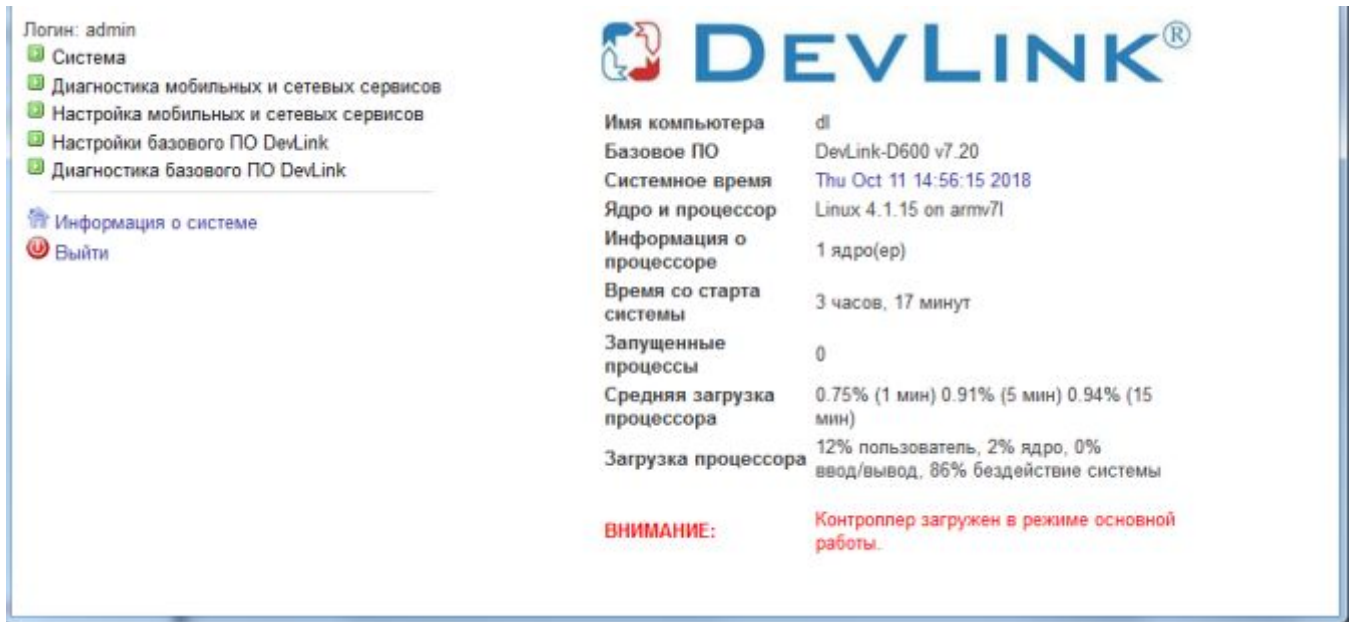 Логин: admin
Система
Диагностика мобильных и сетевых сервисов
Настройка мобильных и сетевых сервисов
Настройки базового ПО DevLink
Диагностика базового ПО DevLink
Информация о системе
Выйти
DEVLINK®
Имя компьютера dl
Базовое ПО DevLink-D600 v7.20
Системное время Thu Oct 11 14:56:15 2018
Ядро и процессор Linux 4.1.15 on armv7l
Информация о
процессоре 1 ядро(ер)
Время со старта
системы 3 часов, 17 минут
Запущенные
процессы 0
Средняя загрузка
процессора 0.75% (1 мин) 0.91% (5 мин) 0.94% (15
мин)
Загрузка процессора 12% пользователь, 2% ядро, 0%
ввод/вывод, 86% бездействие системы
ВНИМАНИЕ: Контроллер загружен в режиме основной
работы.